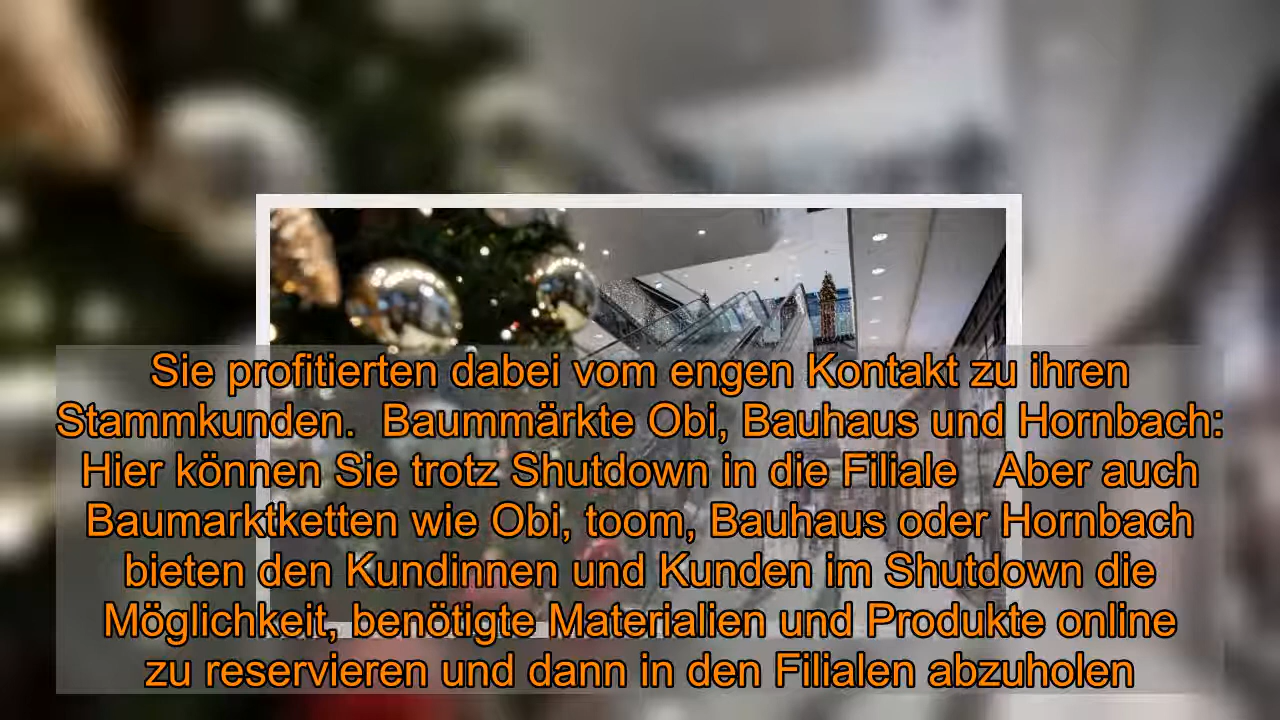 Sie profitierten dabei vom engen Kontakt zu ihren
Stammkunden.  Baummärkte Obi, Bauhaus und Hornbach:
Hier können Sie trotz Shutdown in die Filiale   Aber auch
Baumarktketten wie Obi, toom, Bauhaus oder Hornbach
bieten den Kundinnen und Kunden im Shutdown die
Möglichkeit, benötigte Materialien und Produkte online
zu reservieren und dann in den Filialen abzuholen